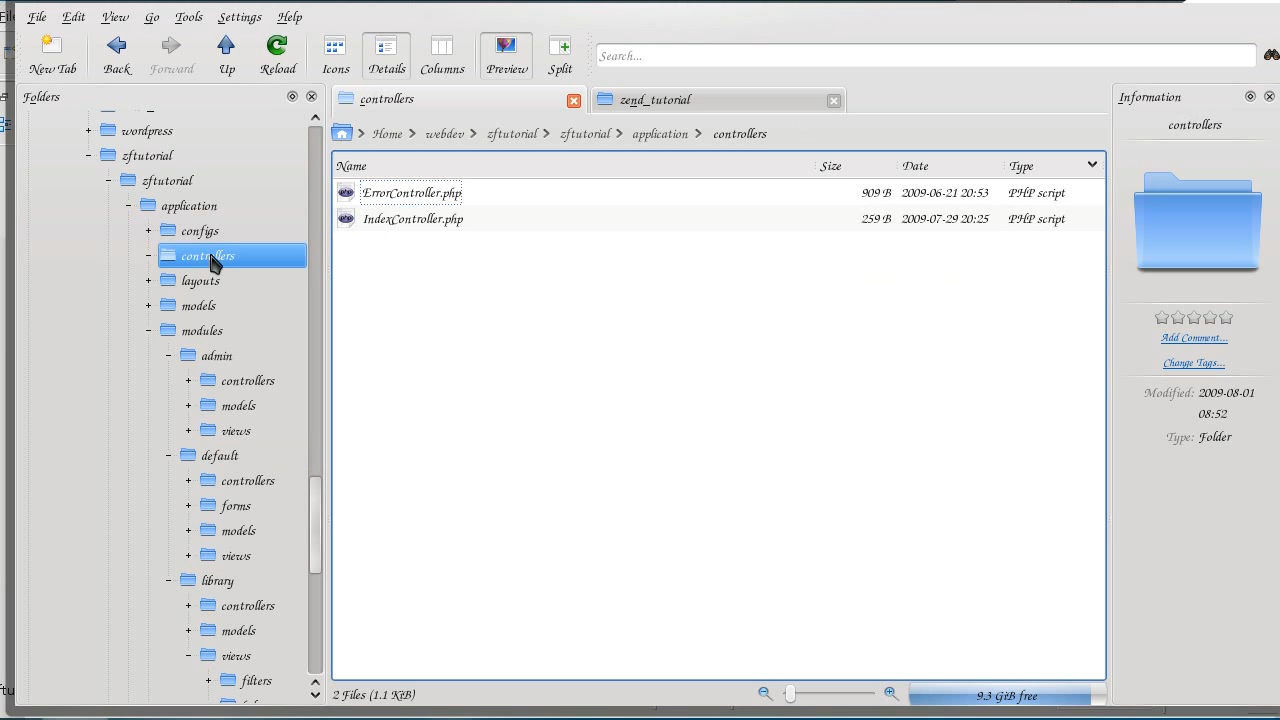 File Edit View Go Tools Settings Help
New Tab Back Forward Up Reload Icons Details Columns Preview Split Search...
Folders
wordpress
zftutorial
zftutorial
application
configs
controllers
layouts
models
modules
admin
controllers
models
views
default
controllers
forms
models
views
library
controllers
models
views
filters
controllers zend_tutorial
Home webdev zftutorial zftutorial application controllers
Name Size Date Type
ErrorController.php 909 B 2009-06-21 20:53 PHP script
IndexController.php 259 B 2009-07-29 20:25 PHP script
2 Files (1.1 KiB) 9.3 GiB free
Information
controllers
Add Comment...
Change Tags...
Modified: 2009-08-01
08:52
Type: Folder